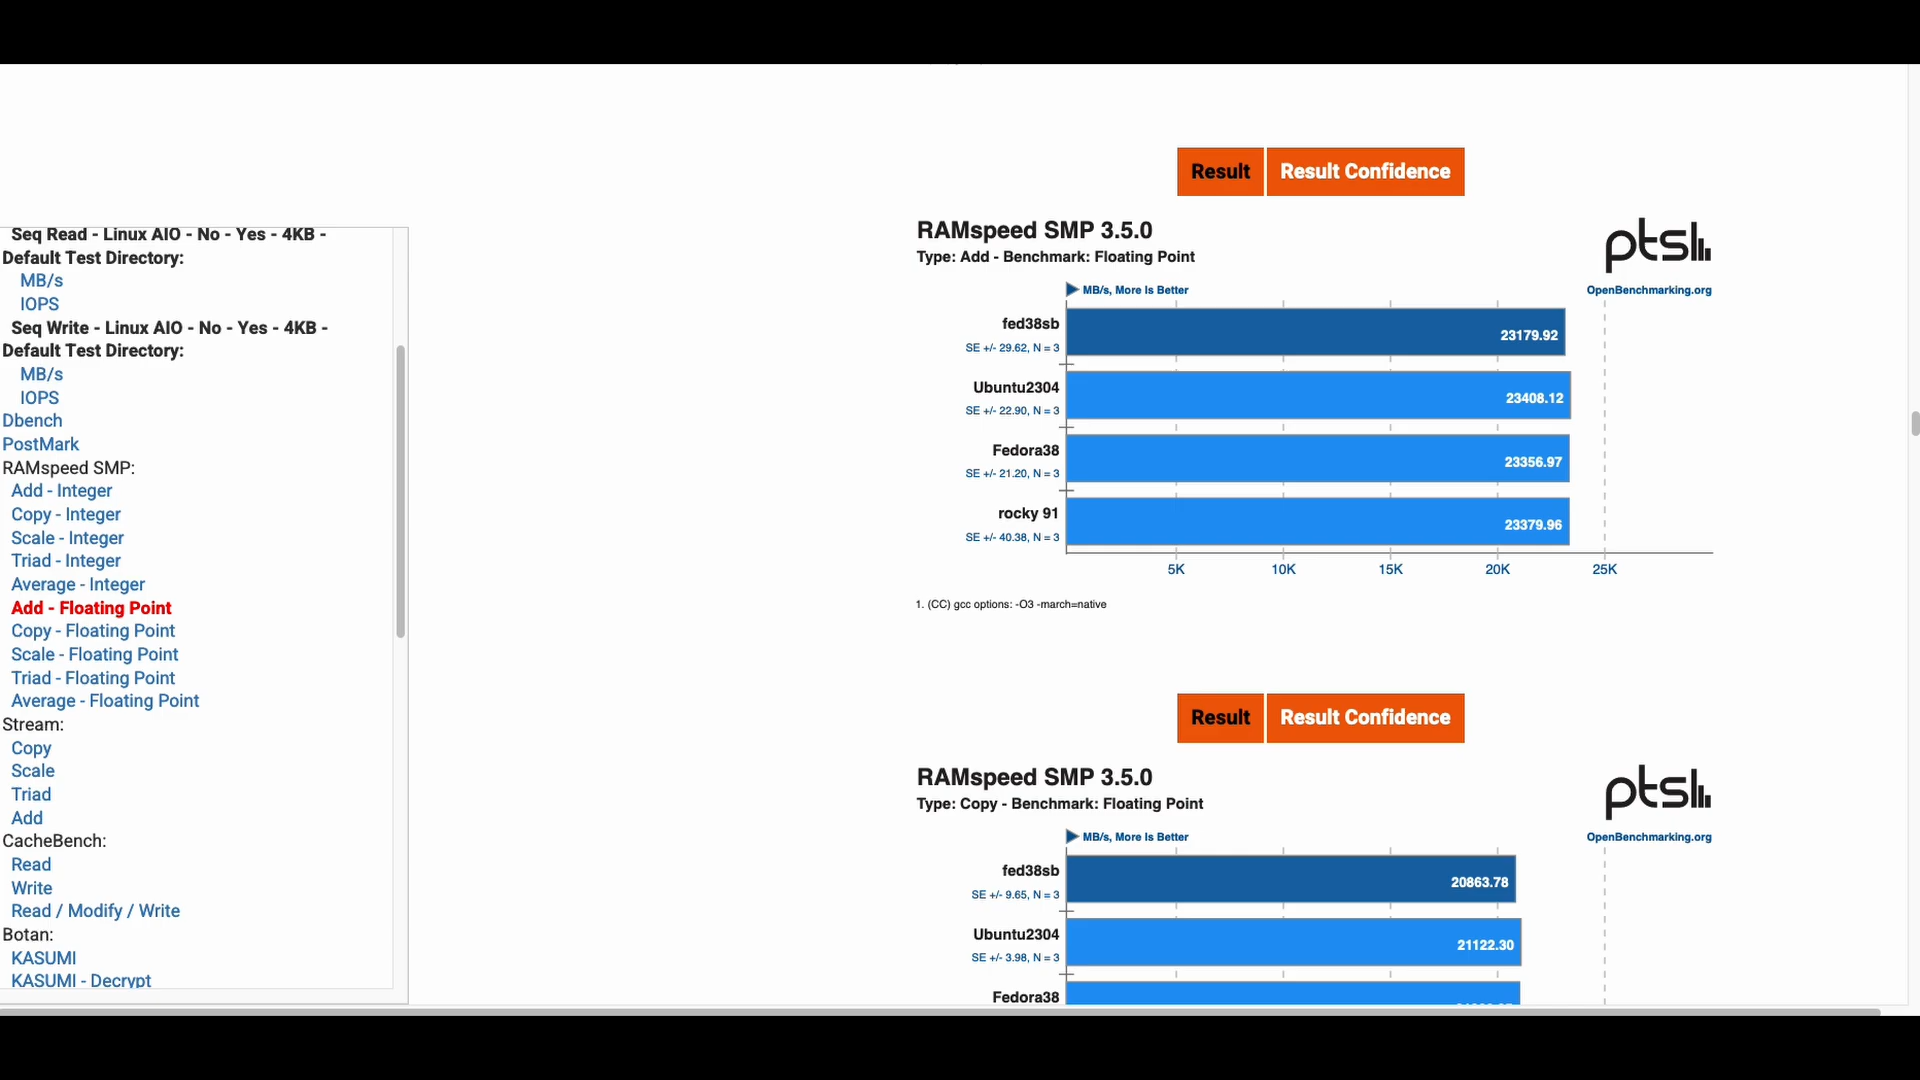 Seq Read - Linux AIO - No - Yes - 4KB -
Default Test Directory:
MB/s
IOPS
Seq Write - Linux AIO - No - Yes - 4KB -
Default Test Directory:
MB/s
IOPS
Dbench
PostMark
RAMspeed SMP:
Add - Integer
Copy - Integer
Scale - Integer
Triad - Integer
Average - Integer
Add - Floating Point
Copy - Floating Point
Scale - Floating Point
Triad - Floating Point
Average - Floating Point
Stream:
Copy
Scale
Triad
Add
CacheBench:
Read
Write
Read / Modify / Write
Botan:
KASUMI
KASUMI - Decrypt
Result
Result Confidence
RAMspeed SMP 3.5.0
Type: Add - Benchmark: Floating Point
ptsl
MB/s, More Is Better
OpenBenchmarking.org
fed38sb
SE +/- 29.62, N = 3
23179.92
Ubuntu2304
SE +/- 22.90, N = 3
23408.12
Fedora38
SE +/- 21.20, N = 3
23356.97
rocky 91
SE +/- 40.38, N = 3
23379.96
5K
10K
15K
20K
25K
1. (CC) gcc options: -O3 -march=native
Result
Result Confidence
RAMspeed SMP 3.5.0
Type: Copy - Benchmark: Floating Point
ptsl
MB/s, More Is Better
OpenBenchmarking.org
fed38sb
SE +/- 9.65, N = 3
20863.78
Ubuntu2304
SE +/- 3.98, N = 3
21122.30
Fedora38